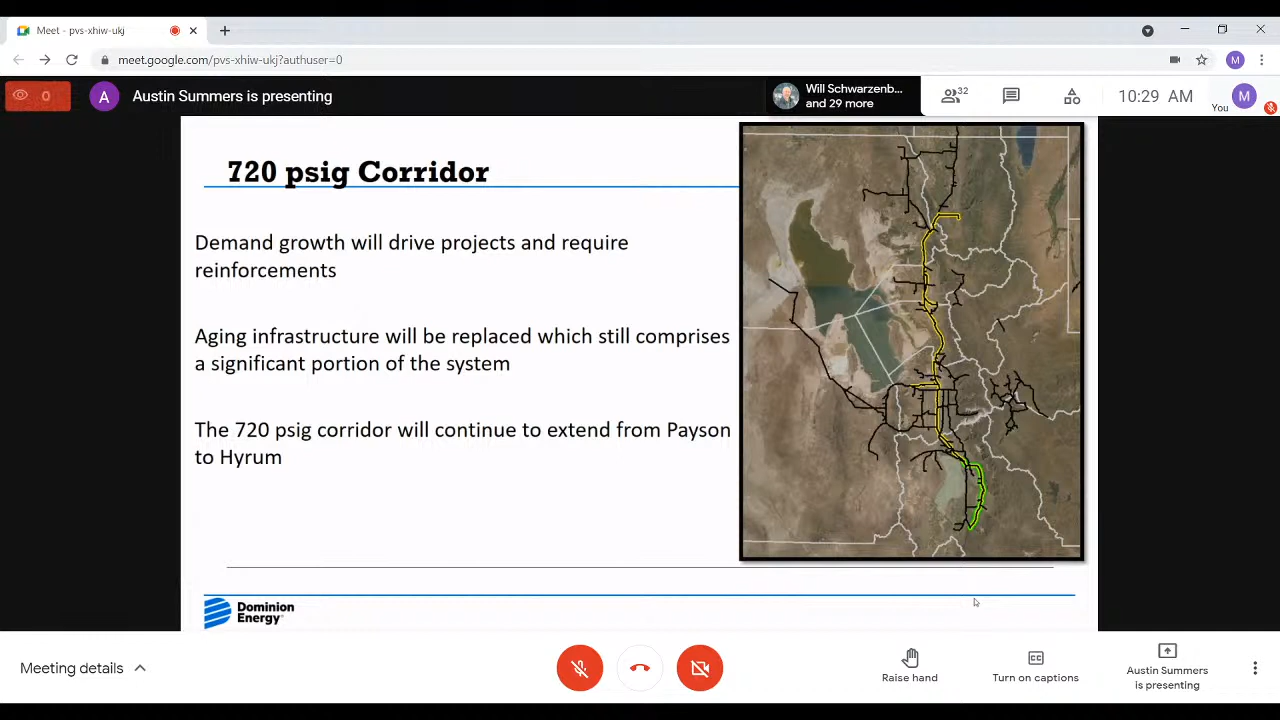 Meet - pvs-xhiw-ukj
meet.google.com/pvs-xhiw-ukj?authuser=0
M
0
A
Austin Summers is presenting
Will Schwarzenb...
and 29 more
32
10:29 AM
You
M
720 psig Corridor
Demand growth will drive projects and require
reinforcements
Aging infrastructure will be replaced which still comprises
a significant portion of the system
The 720 psig corridor will continue to extend from Payson
to Hyrum
Dominion
Energy®
Meeting details
Raise hand
CC
Turn on captions
Austin Summers
is presenting